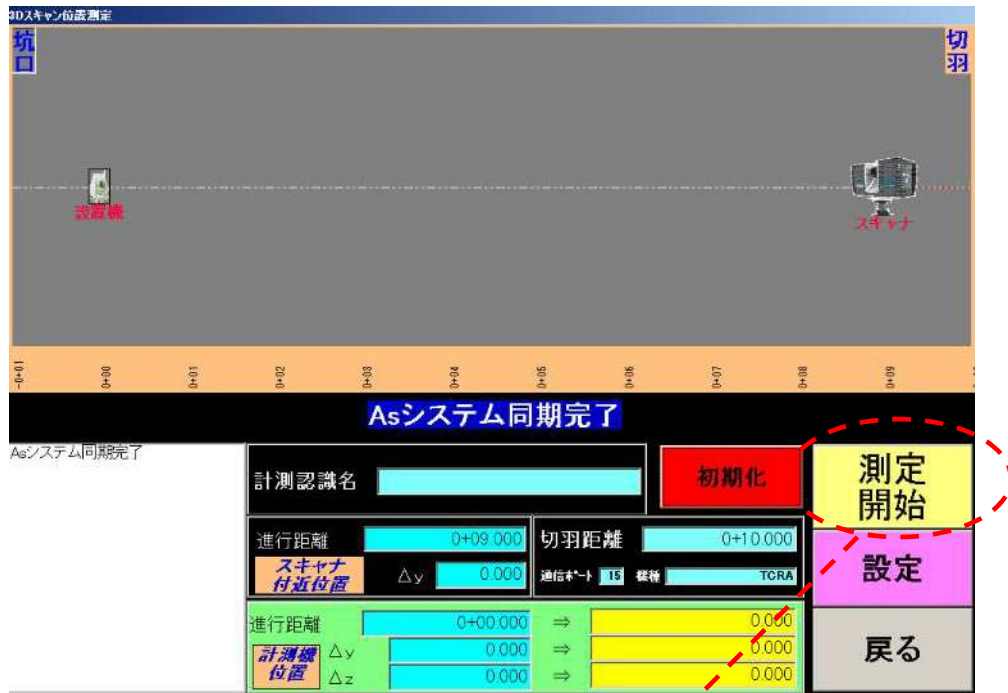 3Dスキャン位置測定
坑口
切羽
設置機
スキャナ
-0+01
0+00
0+01
0+02
0+03
0+04
0+05
0+06
0+07
0+08
0+09
Asシステム同期完了
Asシステム同期完了
計測認識名
初期化
測定
開始
進行距離 0+09.000 切羽距離 0+10.000
スキャナ
付近位置 △y 0.000 通信ポート 15 機種 TCRA
設定
進行距離 0+00.000 ⇒ 0.000
計測機
位置
△y 0.000 ⇒ 0.000
△z 0.000 ⇒ 0.000
戻る